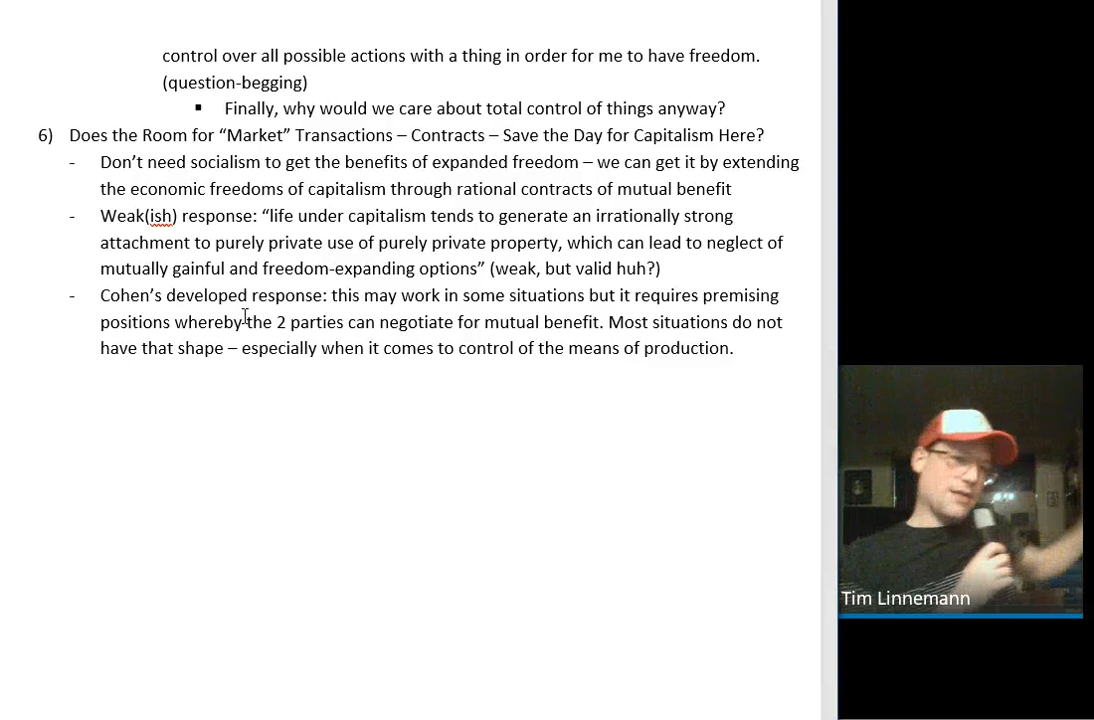 control over all possible actions with a thing in order for me to have freedom.
(question-begging)
▪ Finally, why would we care about total control of things anyway?
6) Does the Room for “Market” Transactions – Contracts – Save the Day for Capitalism Here?
- Don’t need socialism to get the benefits of expanded freedom – we can get it by extending
the economic freedoms of capitalism through rational contracts of mutual benefit
- Weak(ish) response: “life under capitalism tends to generate an irrationally strong
attachment to purely private use of purely private property, which can lead to neglect of
mutually gainful and freedom-expanding options” (weak, but valid huh?)
- Cohen’s developed response: this may work in some situations but it requires premising
positions whereby the 2 parties can negotiate for mutual benefit. Most situations do not
have that shape – especially when it comes to control of the means of production.
Tim Linnemann